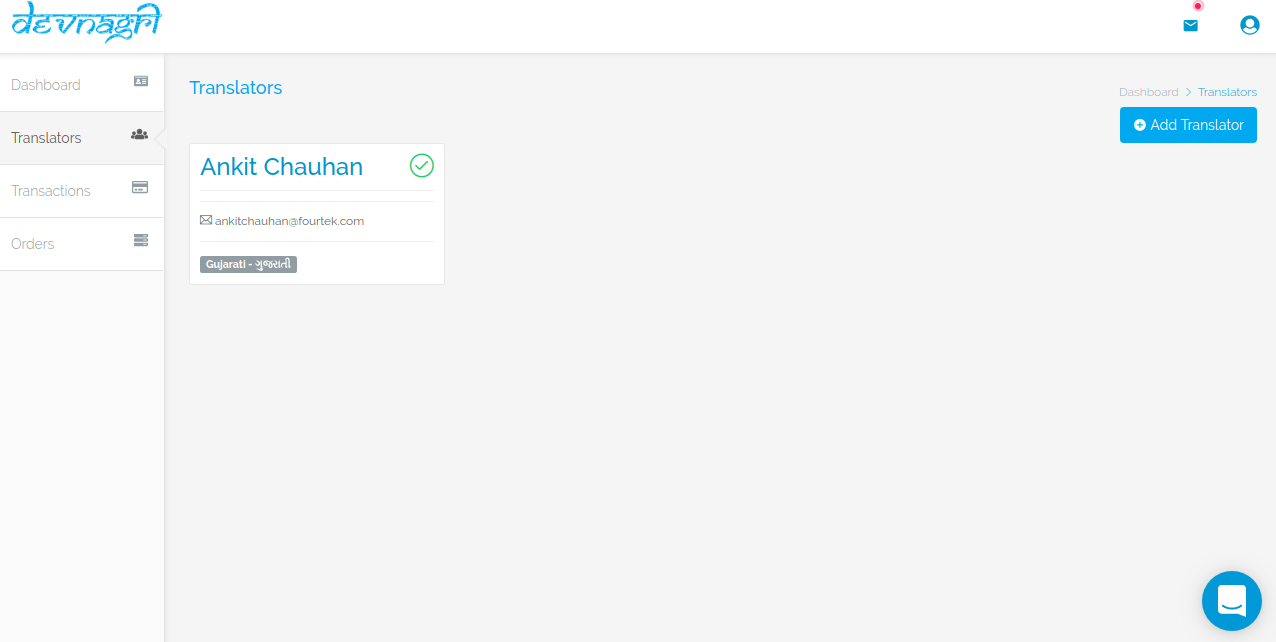 devnagri
Dashboard
Translators
Transactions
Orders
Translators
Dashboard > Translators
Add Translator
Ankit Chauhan
ankitchauhan@fourtek.com
Gujarati - ગુજરાતી